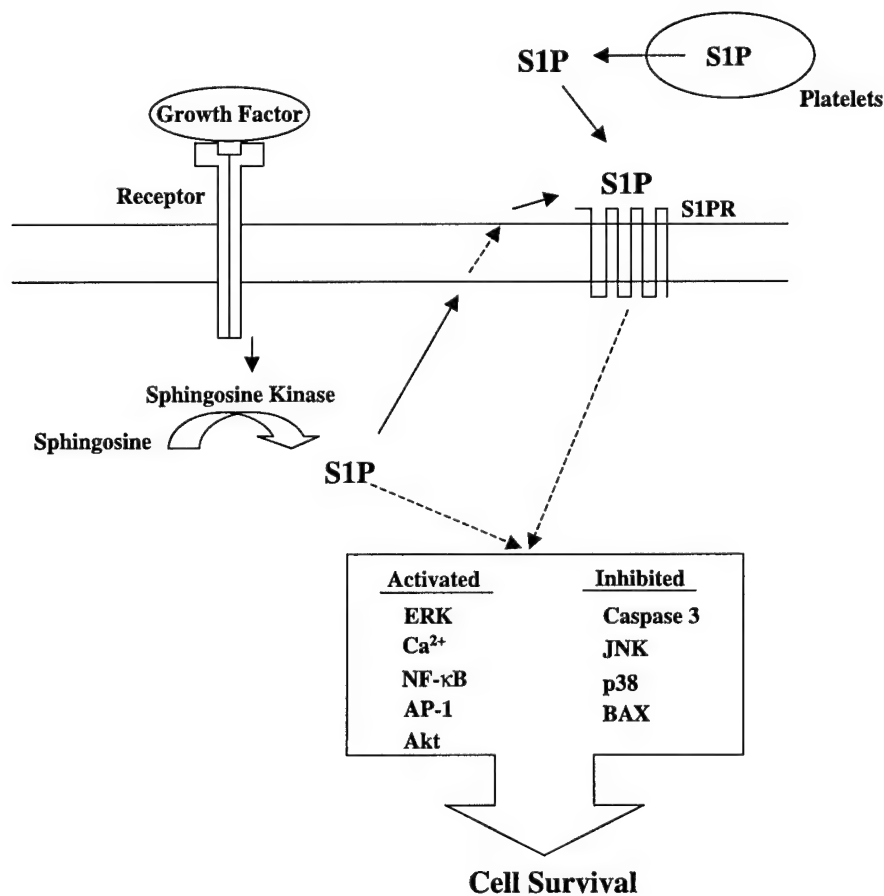 S1P
S1P
Platelets
Growth Factor
Receptor
S1P
S1PR
Sphingosine Kinase
Sphingosine
S1P
Activated
ERK
Ca²⁺
NF-κB
AP-1
Akt
Inhibited
Caspase 3
JNK
p38
BAX
Cell Survival